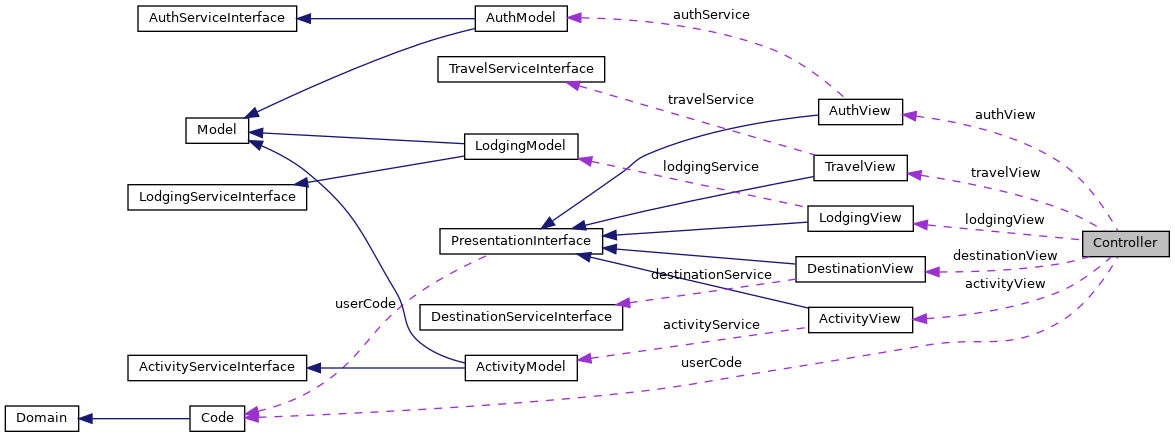 AuthServiceInterface
AuthModel
authService
TravelServiceInterface
travelService
AuthView
authView
Model
LodgingModel
lodgingService
TravelView
travelView
LodgingServiceInterface
LodgingView
lodgingView
PresentationInterface
Controller
destinationView
DestinationView
destinationService
activityView
userCode
DestinationServiceInterface
activityService
ActivityView
ActivityServiceInterface
ActivityModel
userCode
Domain
Code